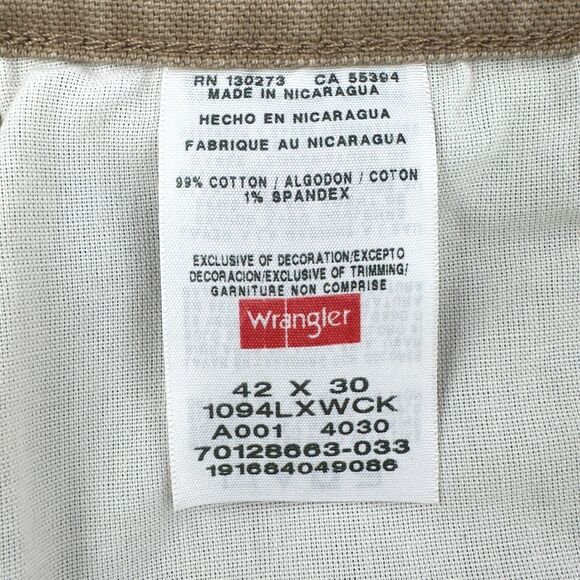 RN 130273 CA 55394
MADE IN NICARAGUA
HECHO EN NICARAGUA
FABRIQUE AU NICARAGUA
99% COTTON / ALGODON / COTON
1% SPANDEX
EXCLUSIVE OF DECORATION/EXCEPTO
DECORACION/EXCLUSIVE OF TRIMMING/
GARNITURE NON COMPRISE
Wrangler
42 X 30
1094LXWCK
A001 4030
70128663-033
191684049086